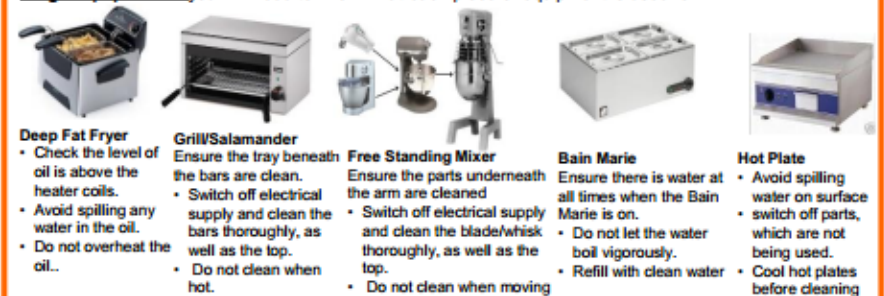 Deep Fat Fryer
• Check the level of
oil is above the
heater coils.
• Avoid spilling any
water in the oil.
• Do not overheat the
oil..
Grill/Salamander
Ensure the tray beneath
the bars are clean.
• Switch off electrical
supply and clean the
bars thoroughly, as
well as the top.
• Do not clean when
hot.
Free Standing Mixer
Ensure the parts underneath
the arm are cleaned
• Switch off electrical supply
and clean the blade/whisk
thoroughly, as well as the
top.
• Do not clean when moving
Bain Marie
Ensure there is water at
all times when the Bain
Marie is on.
• Do not let the water
boil vigorously.
• Refill with clean water
Hot Plate
• Avoid spilling
water on surface
• switch off parts,
which are not
being used.
• Cool hot plates
before cleaning